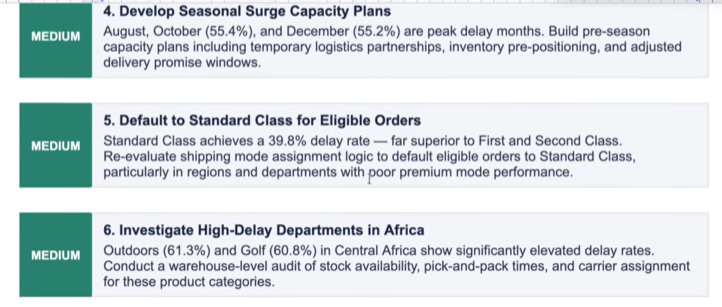 4. Develop Seasonal Surge Capacity Plans
MEDIUM
August, October (55.4%), and December (55.2%) are peak delay months. Build pre-season
capacity plans including temporary logistics partnerships, inventory pre-positioning, and adjusted
delivery promise windows.
5. Default to Standard Class for Eligible Orders
MEDIUM
Standard Class achieves a 39.8% delay rate — far superior to First and Second Class.
Re-evaluate shipping mode assignment logic to default eligible orders to Standard Class,
particularly in regions and departments with poor premium mode performance.
6. Investigate High-Delay Departments in Africa
MEDIUM
Outdoors (61.3%) and Golf (60.8%) in Central Africa show significantly elevated delay rates.
Conduct a warehouse-level audit of stock availability, pick-and-pack times, and carrier assignment
for these product categories.